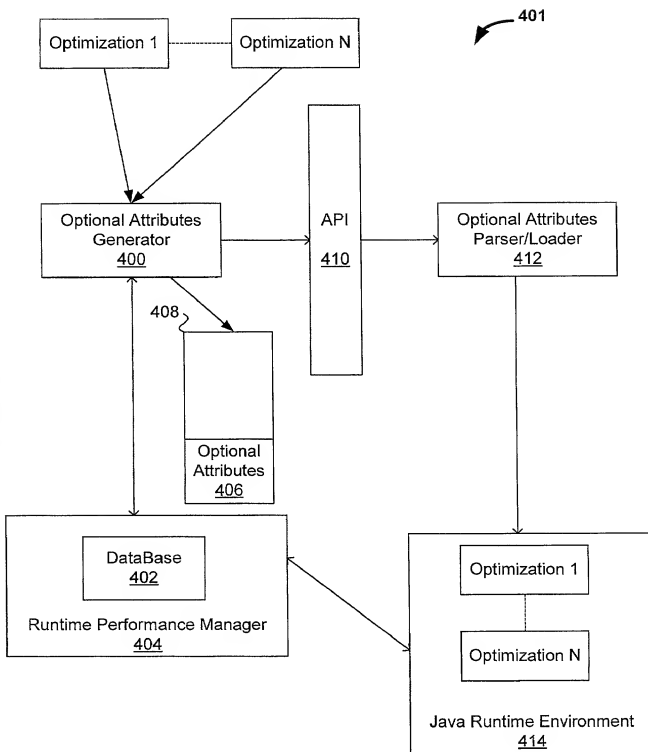 401
Optimization 1
Optimization N
Optional Attributes
Generator
400
API
410
Optional Attributes
Parser/Loader
412
408
Optional
Attributes
406
DataBase
402
Runtime Performance Manager
404
Optimization 1
Optimization N
Java Runtime Environment
414